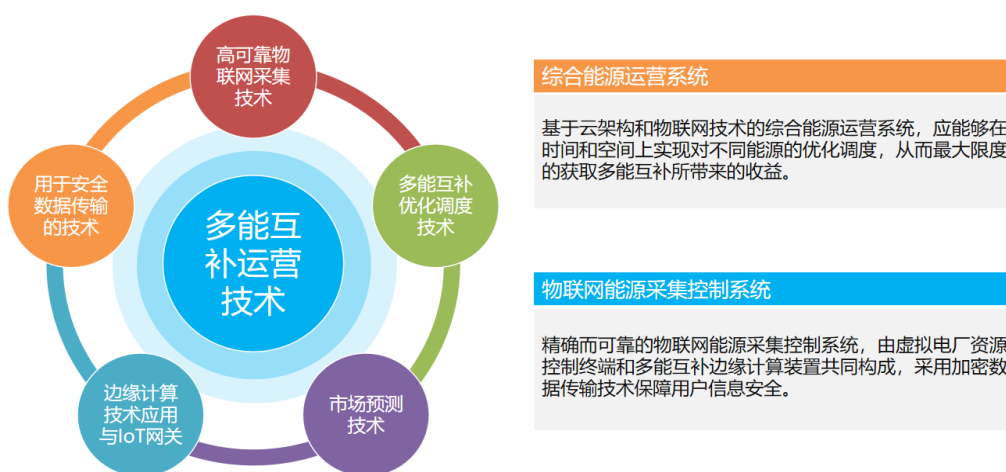 高可靠物
联网采集
技术
用于安全
数据传输
的技术
多能互补
优化调度
技术
多能互
补运营
技术
边缘计算
技术应用
与IoT网关
市场预测
技术
综合能源运营系统
基于云架构和物联网技术的综合能源运营系统，应能够在
时间和空间上实现对不同能源的优化调度，从而最大限度
的获取多能互补所带来的收益。
物联网能源采集控制系统
精确而可靠的物联网能源采集控制系统，由虚拟电厂资源
控制终端和多能互补边缘计算装置共同构成，采用加密数
据传输技术保障用户信息安全。